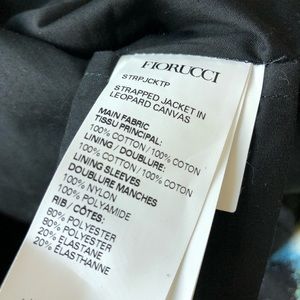 FIORUCCI
STRPJCKTP
STRAPPED JACKET IN
LEOPARD CANVAS
MAIN FABRIC
TISSU PRINCIPAL:
100% COTTON / 100% COTON
LINING / DOUBLURE:
100% COTTON / 100% COTON
LINING SLEEVES
DOUBLURE MANCHES
100% NYLON
100% POLYAMIDE
RIB / CÔTES:
80% POLYESTER
80% POLYESTER
20% ELASTANE
20% ELASTHANNE